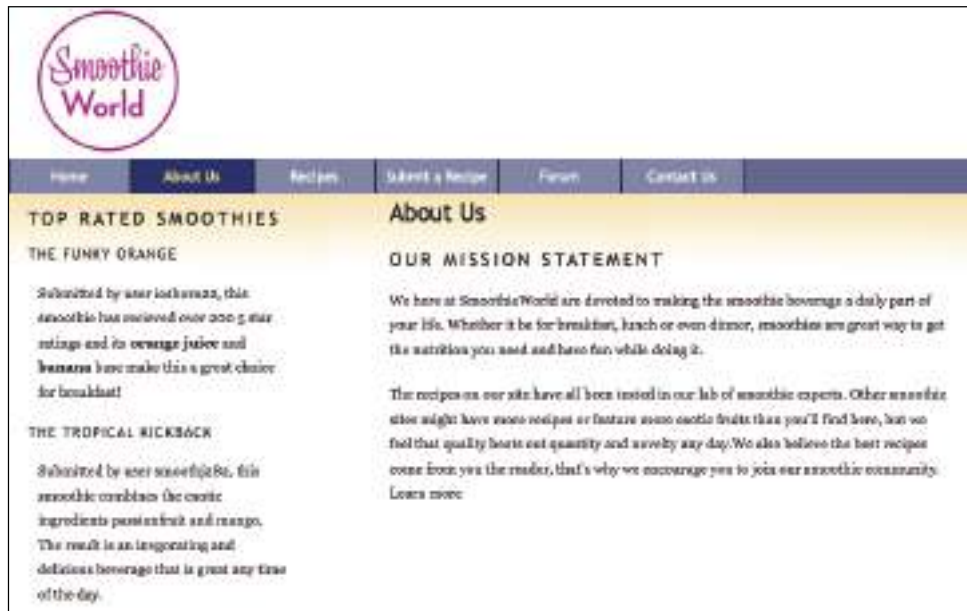 Smoothie
World
Home About Us Recipes Submit a Recipe Forum Contact Us
TOP RATED SMOOTHIES
THE FUNKY ORANGE
Submitted by user this
smoothie has recieved over 200 5 star
ratings and its orange juice and
banana base make this a great choice
for breakfast!
THE TROPICAL KICKBACK
Submitted by user this
smoothie combines the exotic
ingredients passionfruit and mango.
The result is an invgorating and
delicious beverage that is great any time
of the day.
About Us
OUR MISSION STATEMENT
We here at SmoothieWorld are devoted to making the smoothie beverage a daily part of
your life. Whether it be for breakfast, lunch or even dinner, smoothies are great way to get
the nutrition you need and have fun while doing it.
The recipes on our site have all been tested in our lab of smoothie experts. Other smoothie
sites might have more recipes or feature more exotic fruits than you'll find here, but we
feel that quality beats out quantity and novelty any day.We also believe the best recipes
come from you the reader, that's why we encourage you to join our smoothie community.
Learn more